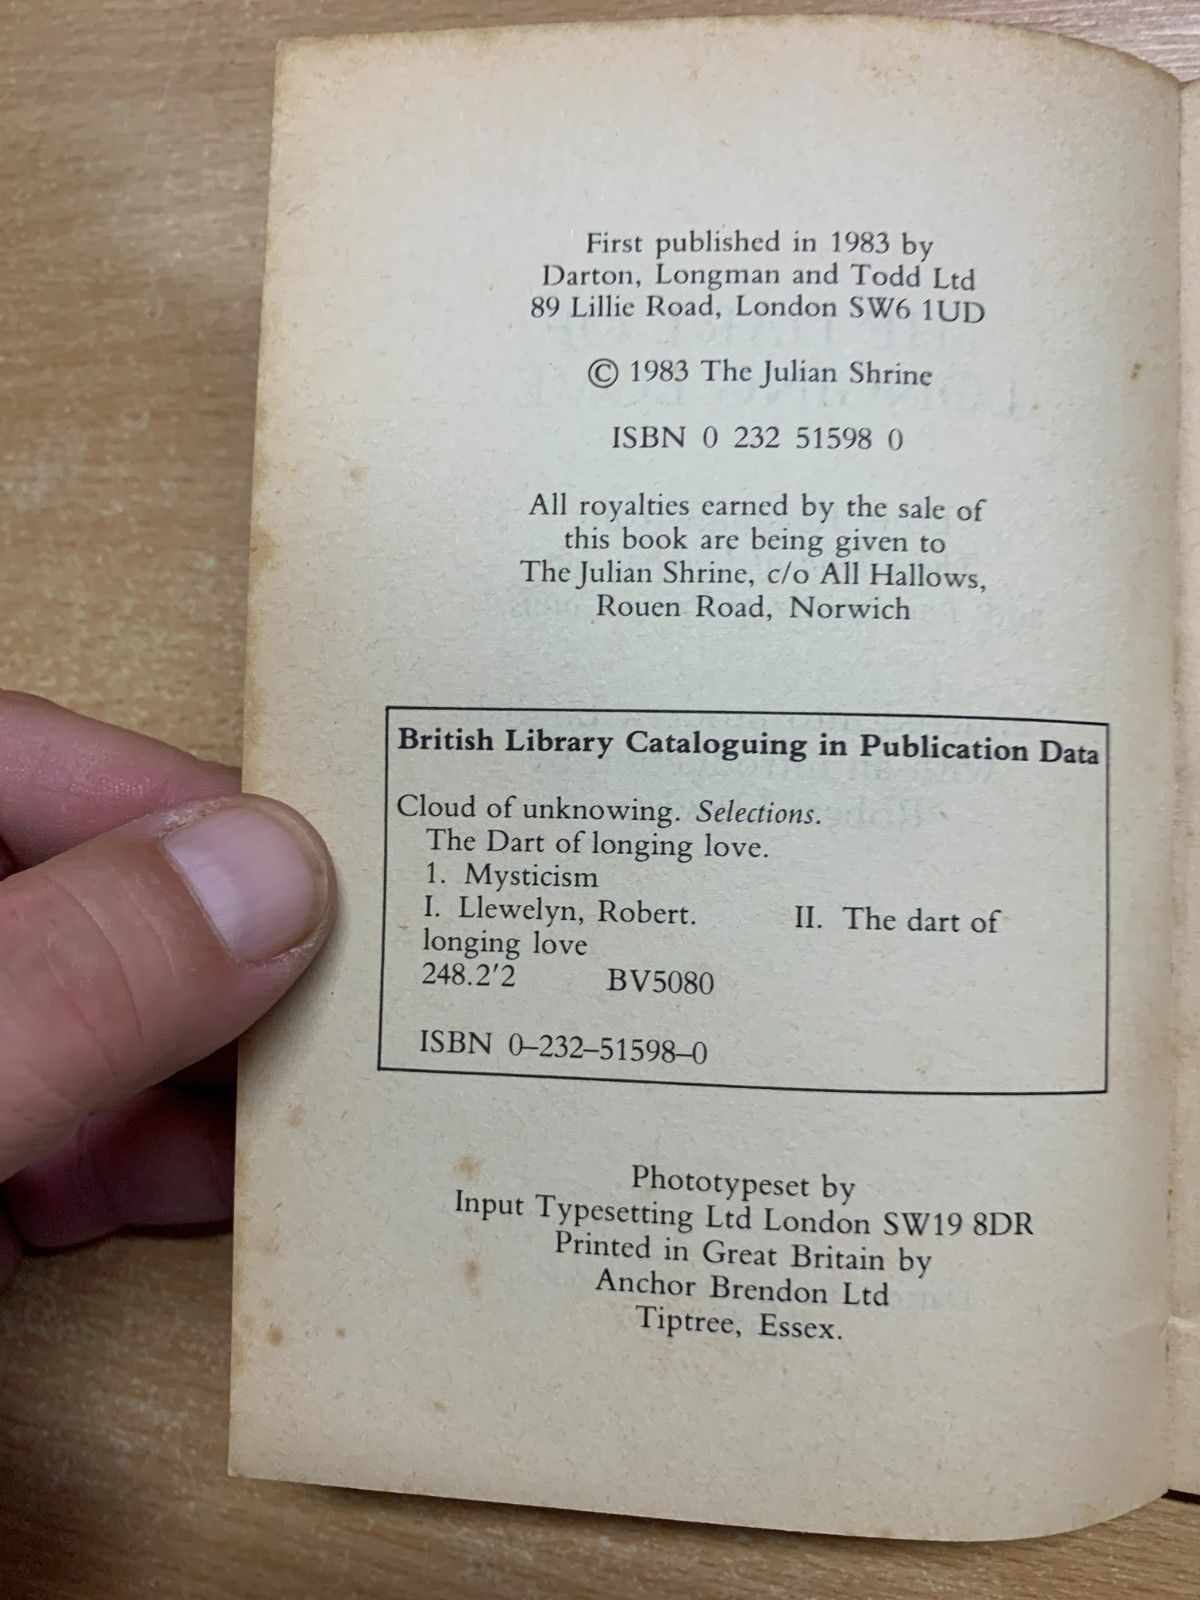 First published in 1983 by
Darton, Longman and Todd Ltd
89 Lillie Road, London SW6 1UD
© 1983 The Julian Shrine
ISBN 0 232 51598 0
All royalties earned by the sale of
this book are being given to
The Julian Shrine, c/o All Hallows,
Rouen Road, Norwich
British Library Cataloguing in Publication Data
Cloud of unknowing. Selections.
The Dart of longing love.
1. Mysticism
I. Llewelyn, Robert. II. The dart of
longing love
248.2'2 BV5080
ISBN 0–232–51598–0
Phototypeset by
Input Typesetting Ltd London SW19 8DR
Printed in Great Britain by
Anchor Brendon Ltd
Tiptree, Essex.